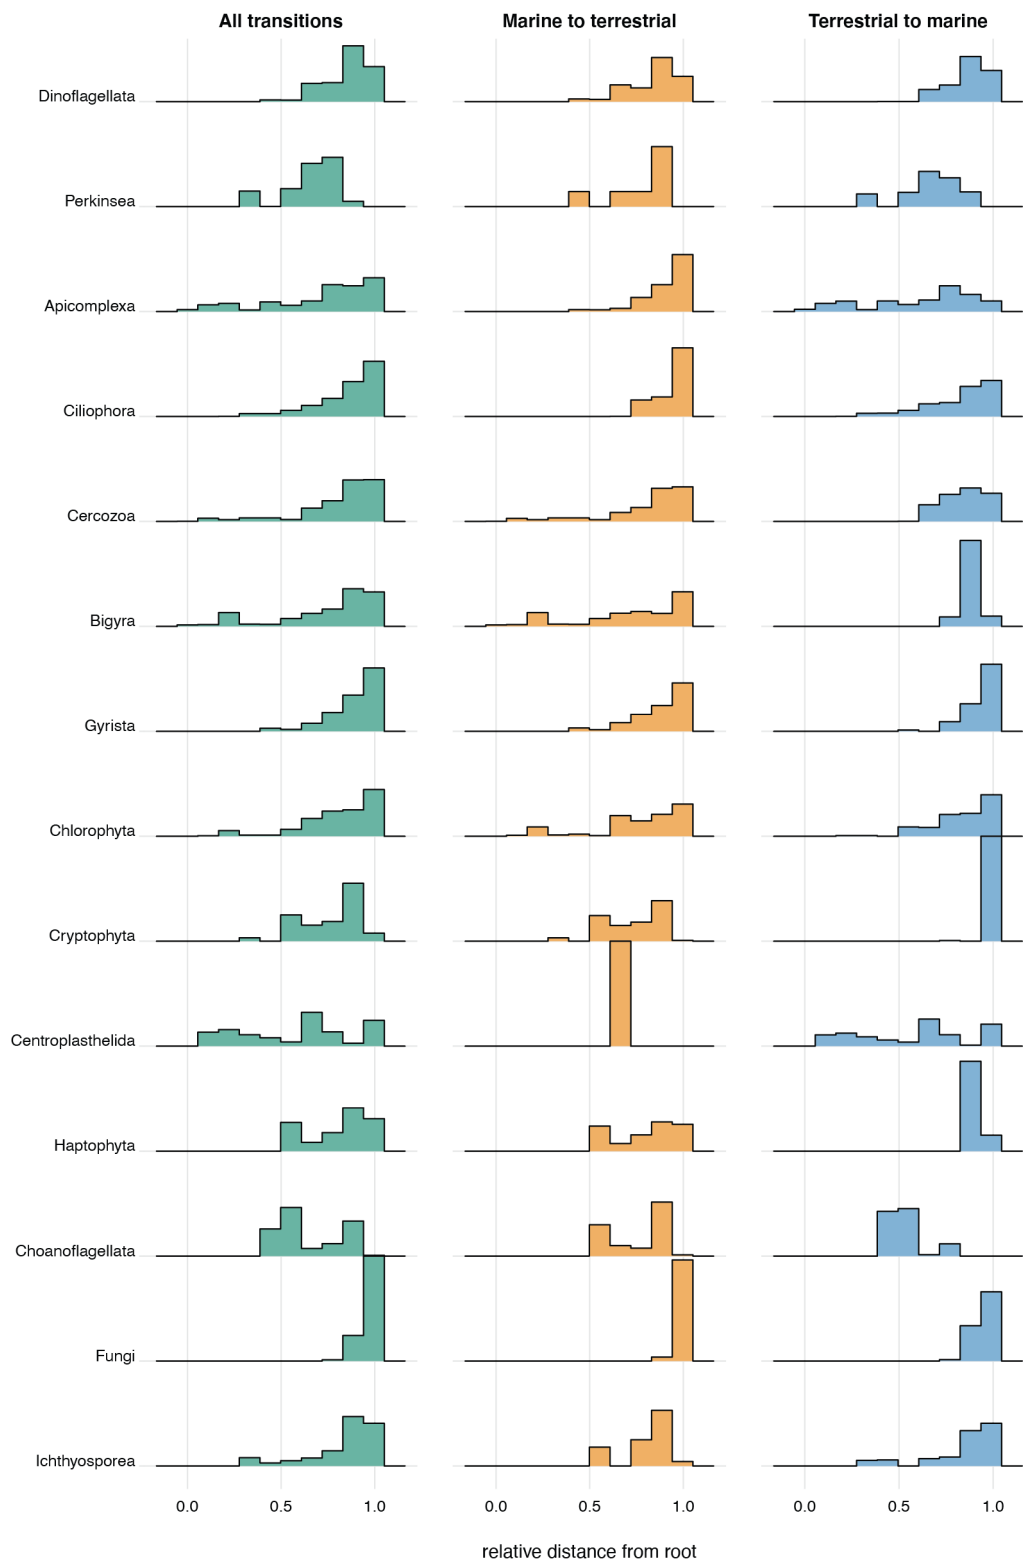 All transitions Marine to terrestrial Terrestrial to marine
Dinoflagellata
Perkinsea
Apicomplexa
Ciliophora
Cercozoa
Bigyra
Gyrista
Chlorophyta
Cryptophyta
Centroplasthelida
Haptophyta
Choanoflagellata
Fungi
Ichthyosporea
0.0 0.5 1.0 0.0 0.5 1.0 0.0 0.5 1.0
relative distance from root